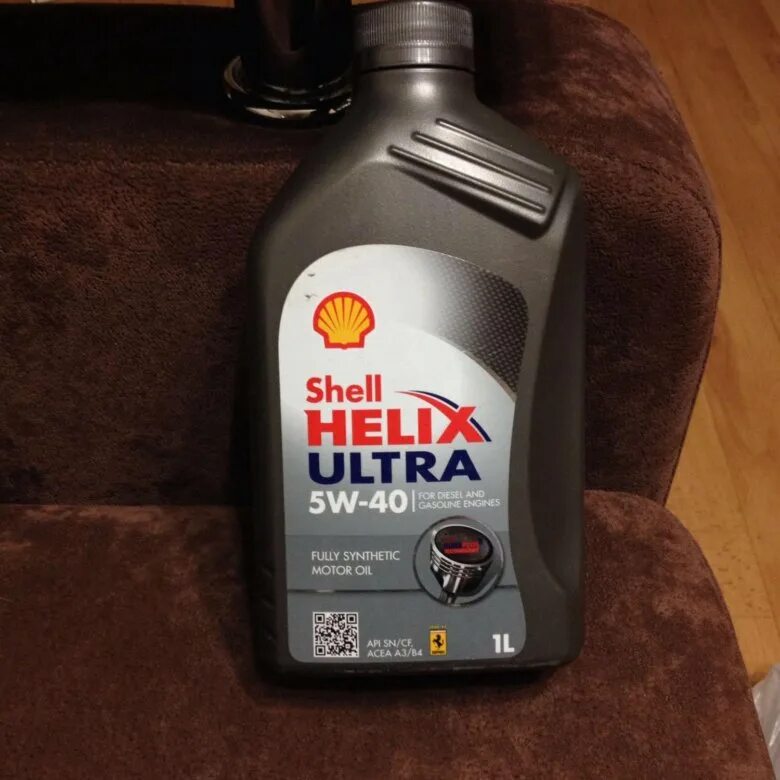 Shell
HELIX
ULTRA
5W-40
FOR DIESEL AND
GASOLINE ENGINES
FULLY SYNTHETIC
MOTOR OIL
Shell
API SN/CF,
ACEA A3/B4
1L